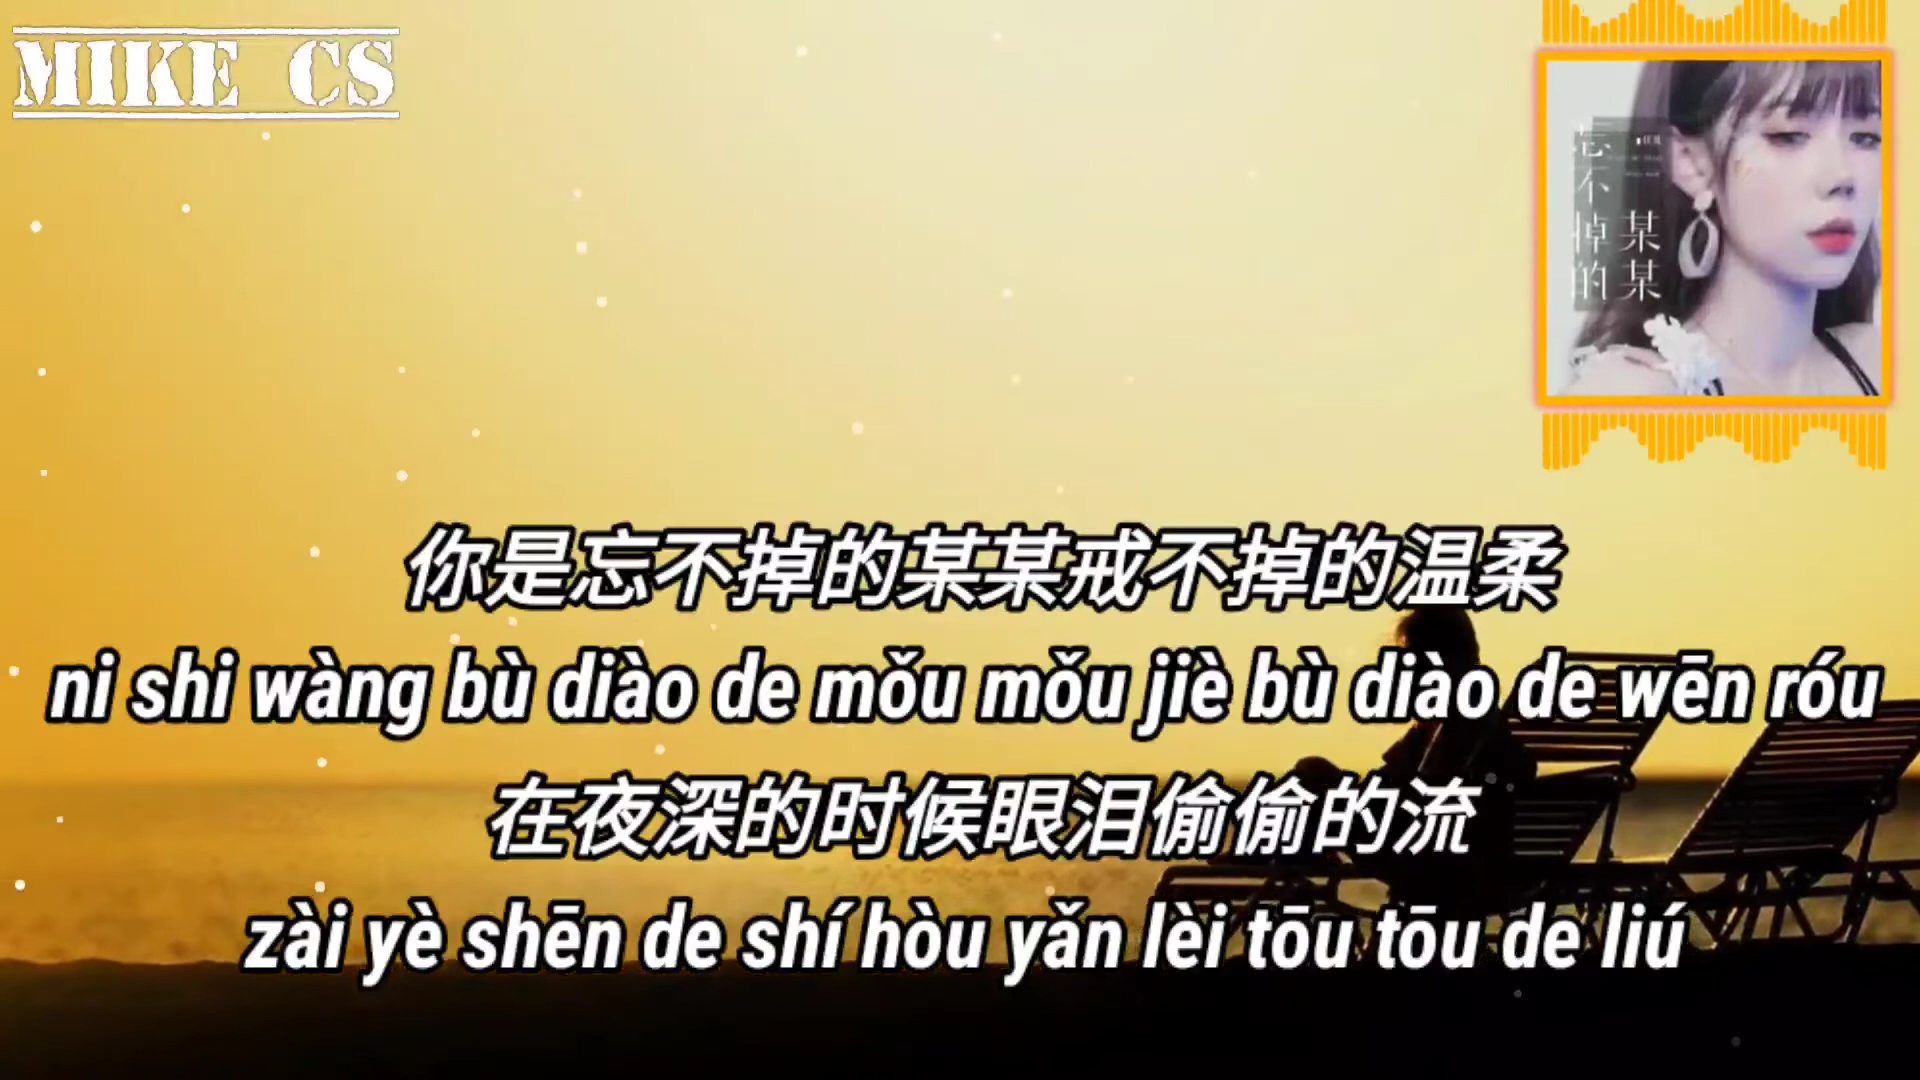 MIKE CS
忘不掉的
某某
你是忘不掉的某某戒不掉的温柔
ni shi wàng bù diào de mǒu mǒu jiè bù diào de wēn róu
在夜深的时候眼泪偷偷的流
zài yè shēn de shí hòu yǎn lèi tōu tōu de liú